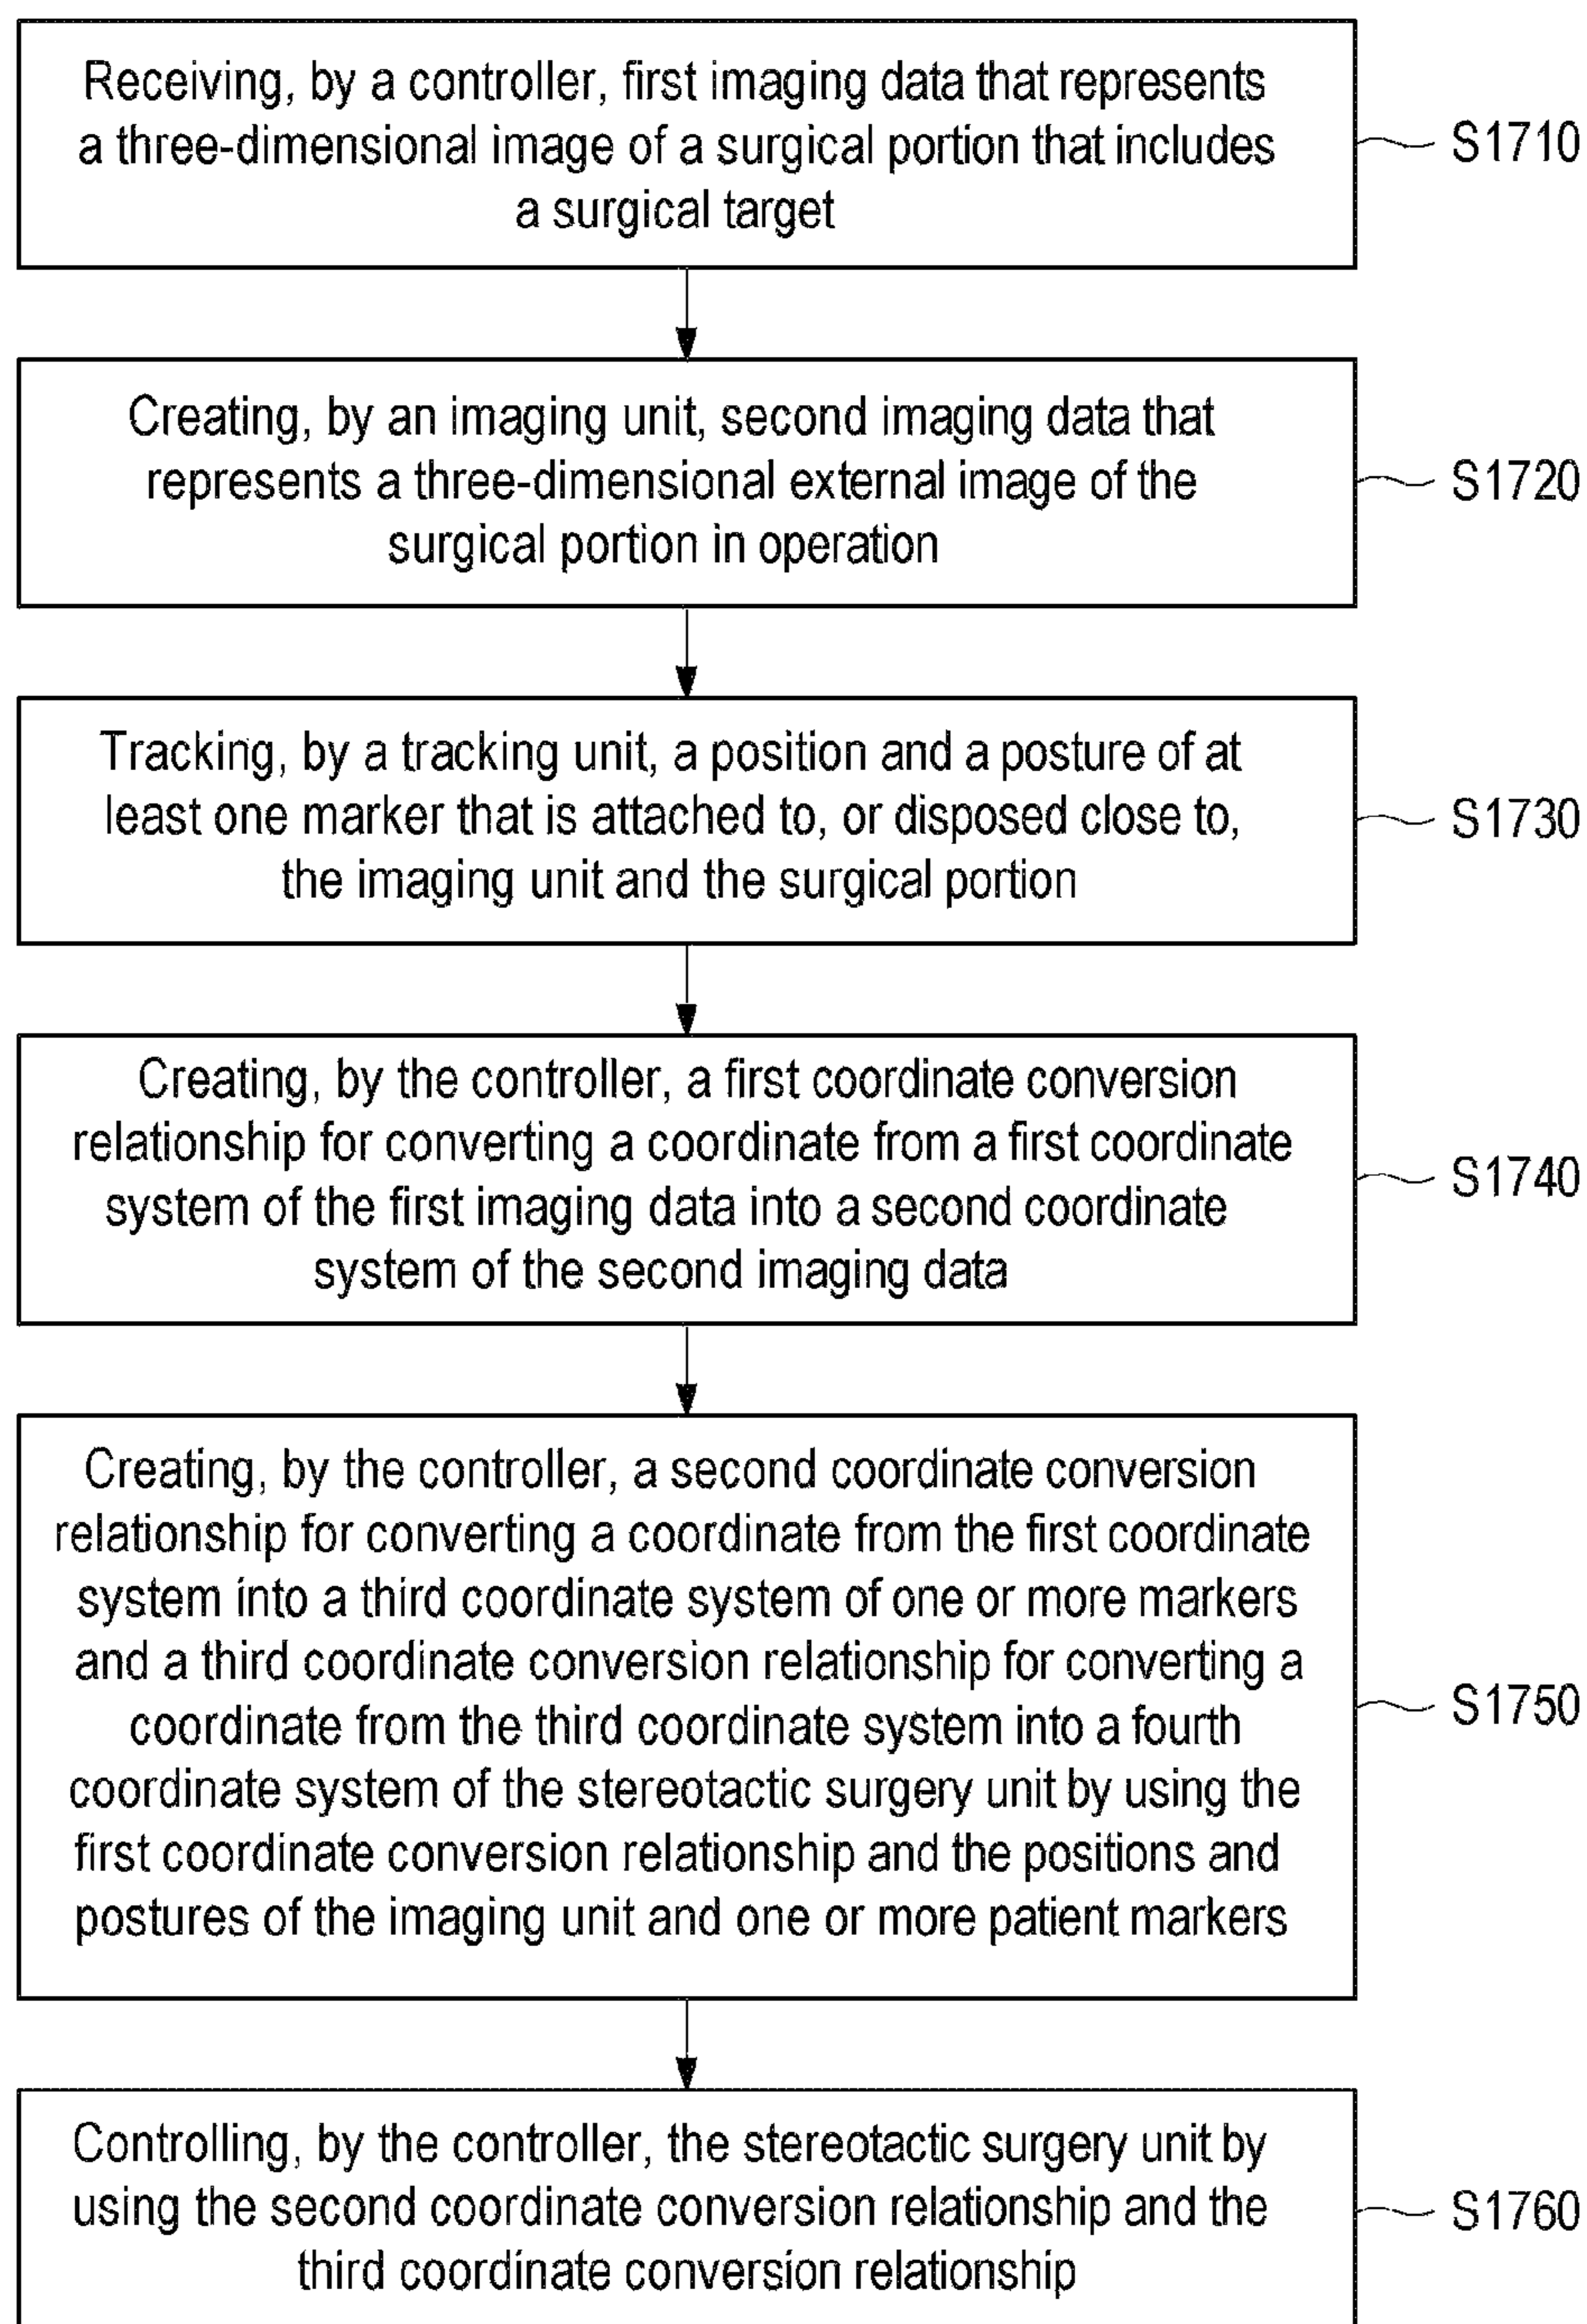 Receiving, by a controller, first imaging data that represents
a three-dimensional image of a surgical portion that includes
a surgical target
S1710
Creating, by an imaging unit, second imaging data that
represents a three-dimensional external image of the
surgical portion in operation
S1720
Tracking, by a tracking unit, a position and a posture of at
least one marker that is attached to, or disposed close to,
the imaging unit and the surgical portion
S1730
Creating, by the controller, a first coordinate conversion
relationship for converting a coordinate from a first coordinate
system of the first imaging data into a second coordinate
system of the second imaging data
S1740
Creating, by the controller, a second coordinate conversion
relationship for converting a coordinate from the first coordinate
system into a third coordinate system of one or more markers
and a third coordinate conversion relationship for converting a
coordinate from the third coordinate system into a fourth
coordinate system of the stereotactic surgery unit by using the
first coordinate conversion relationship and the positions and
postures of the imaging unit and one or more patient markers
S1750
Controlling, by the controller, the stereotactic surgery unit by
using the second coordinate conversion relationship and the
third coordinate conversion relationship
S1760